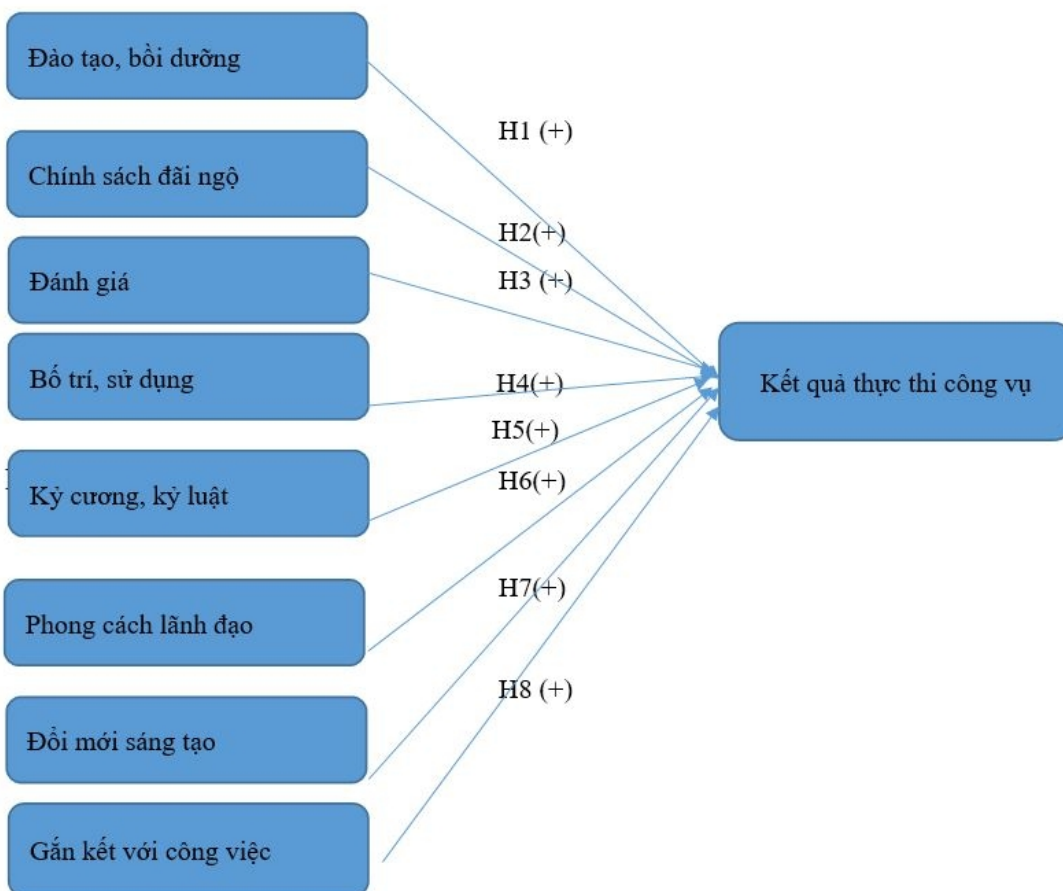 Đào tạo, bồi dưỡng
H1 (+)
Chính sách đãi ngộ
H2(+)
Đánh giá
H3 (+)
Bố trí, sử dụng
H4(+)
Kết quả thực thi công vụ
H5(+)
Kỷ cương, kỷ luật
H6(+)
Phong cách lãnh đạo
H7(+)
Đổi mới sáng tạo
H8 (+)
Gắn kết với công việc